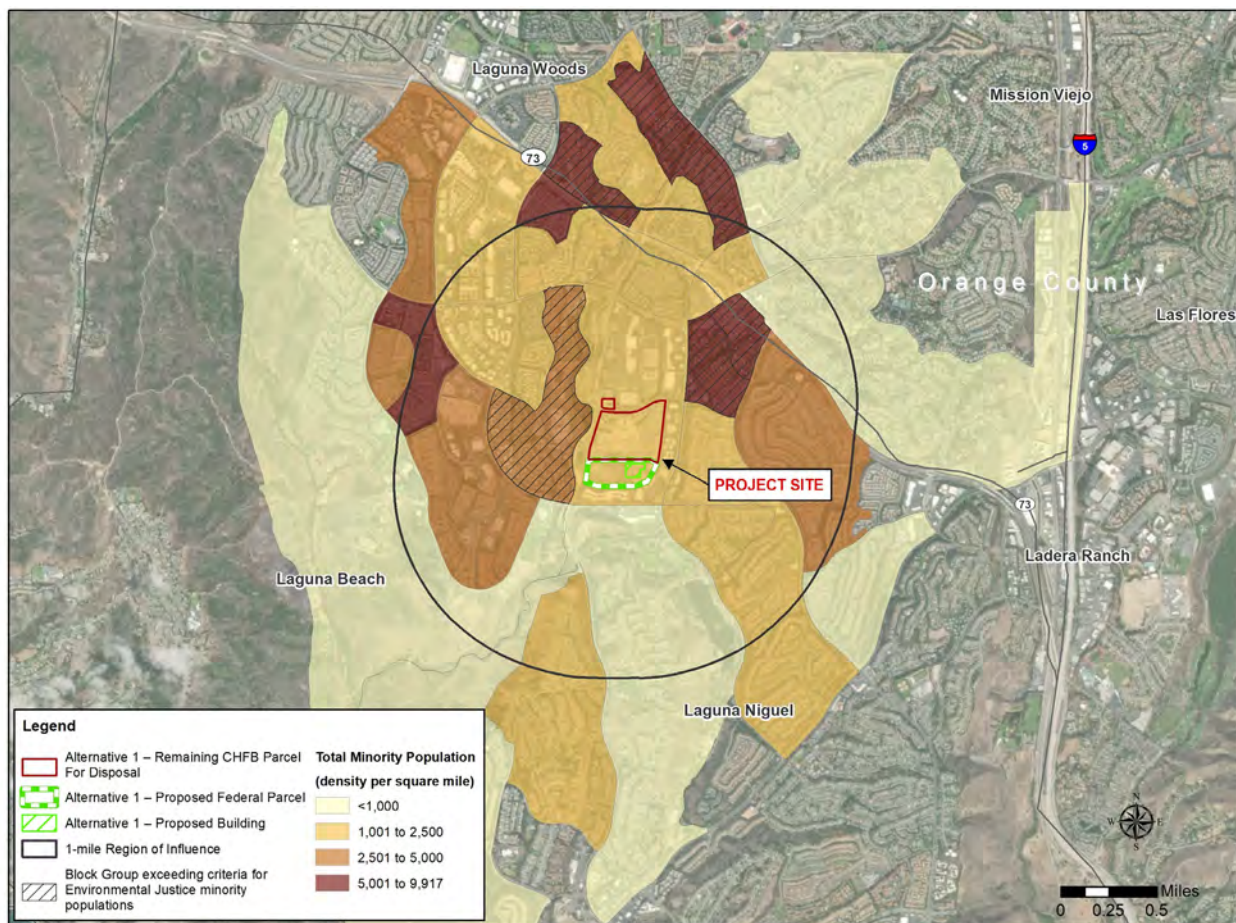 Laguna Woods
Mission Viejo
5
73
Orange County
Las Flores
PROJECT SITE
73
Ladera Ranch
Laguna Beach
Laguna Niguel
Legend
Alternative 1 – Remaining CHFB Parcel
For Disposal
Alternative 1 – Proposed Federal Parcel
Alternative 1 – Proposed Building
1-mile Region of Influence
Block Group exceeding criteria for
Environmental Justice minority
populations
Total Minority Population
(density per square mile)
<1,000
1,001 to 2,500
2,501 to 5,000
5,001 to 9,917
N
W E
S
Miles
0 0.25 0.5